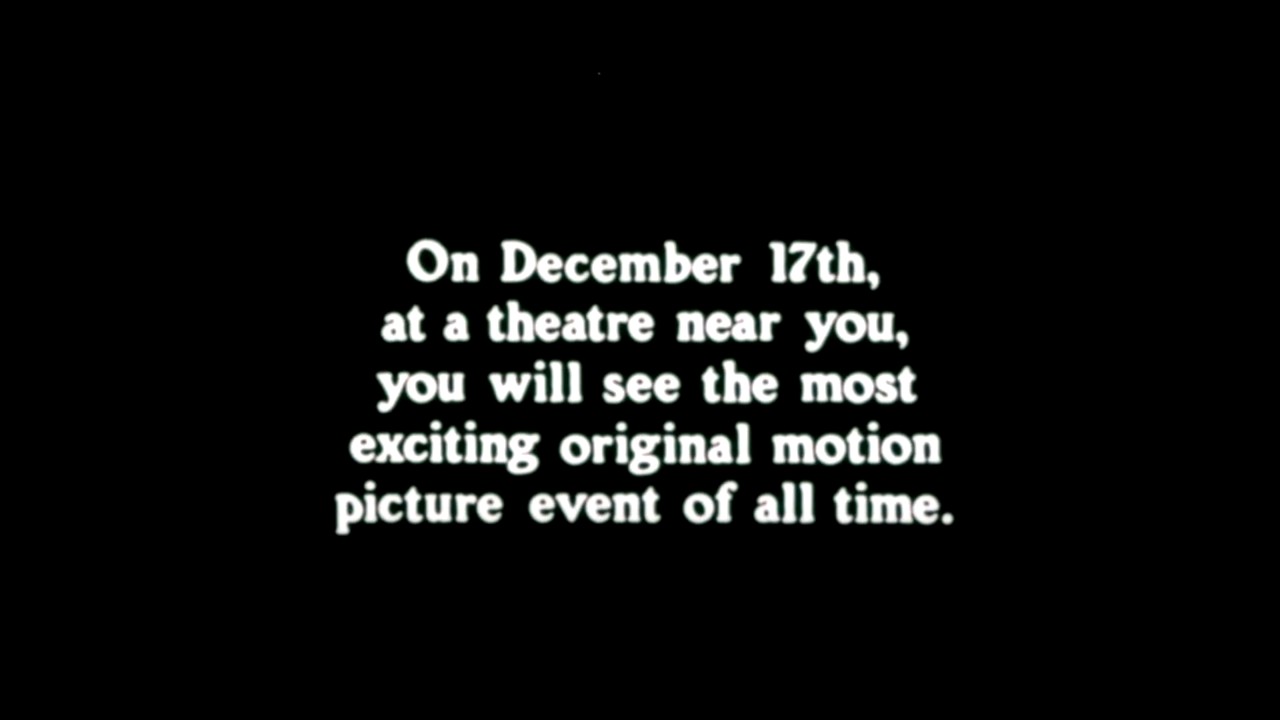 On December 17th,
at a theatre near you,
you will see the most
exciting original motion
picture event of all time.